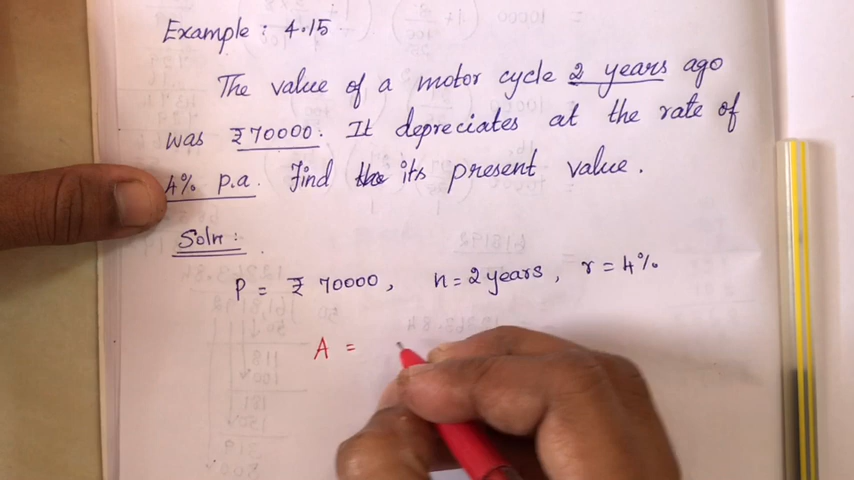 Example : 4.15
The value of a motor cycle 2 years ago
was ₹70000. It depreciates at the rate of
4% p.a. Find its present value.
Soln :
P = ₹ 70000, n = 2 years, r = 4%
A =